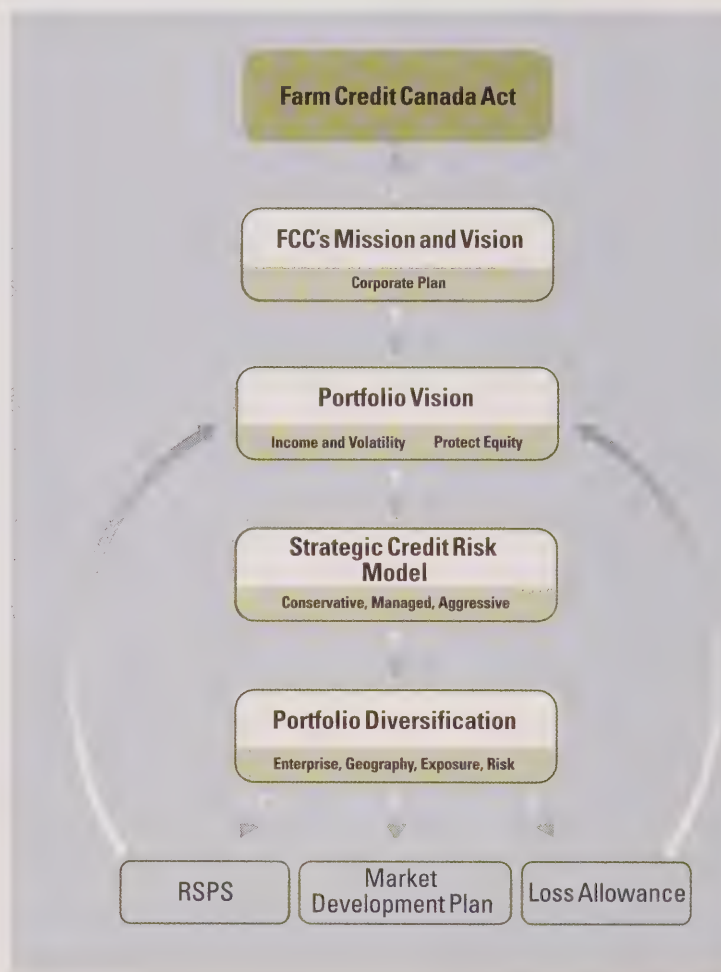 Farm Credit Canada Act
FCC's Mission and Vision
Corporate Plan
Portfolio Vision
Income and Volatility Protect Equity
Strategic Credit Risk
Model
Conservative, Managed, Aggressive
Portfolio Diversification
Enterprise, Geography, Exposure, Risk
RSPS
Market
Development Plan
Loss Allowance